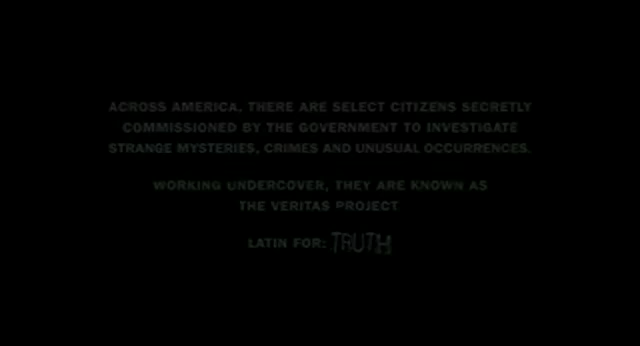 ACROSS AMERICA, THERE ARE SELECT CITIZENS SECRETLY
COMMISSIONED BY THE GOVERNMENT TO INVESTIGATE
STRANGE MYSTERIES, CRIMES AND UNUSUAL OCCURRENCES.
WORKING UNDERCOVER, THEY ARE KNOWN AS
THE VERITAS PROJECT
LATIN FOR: TRUTH